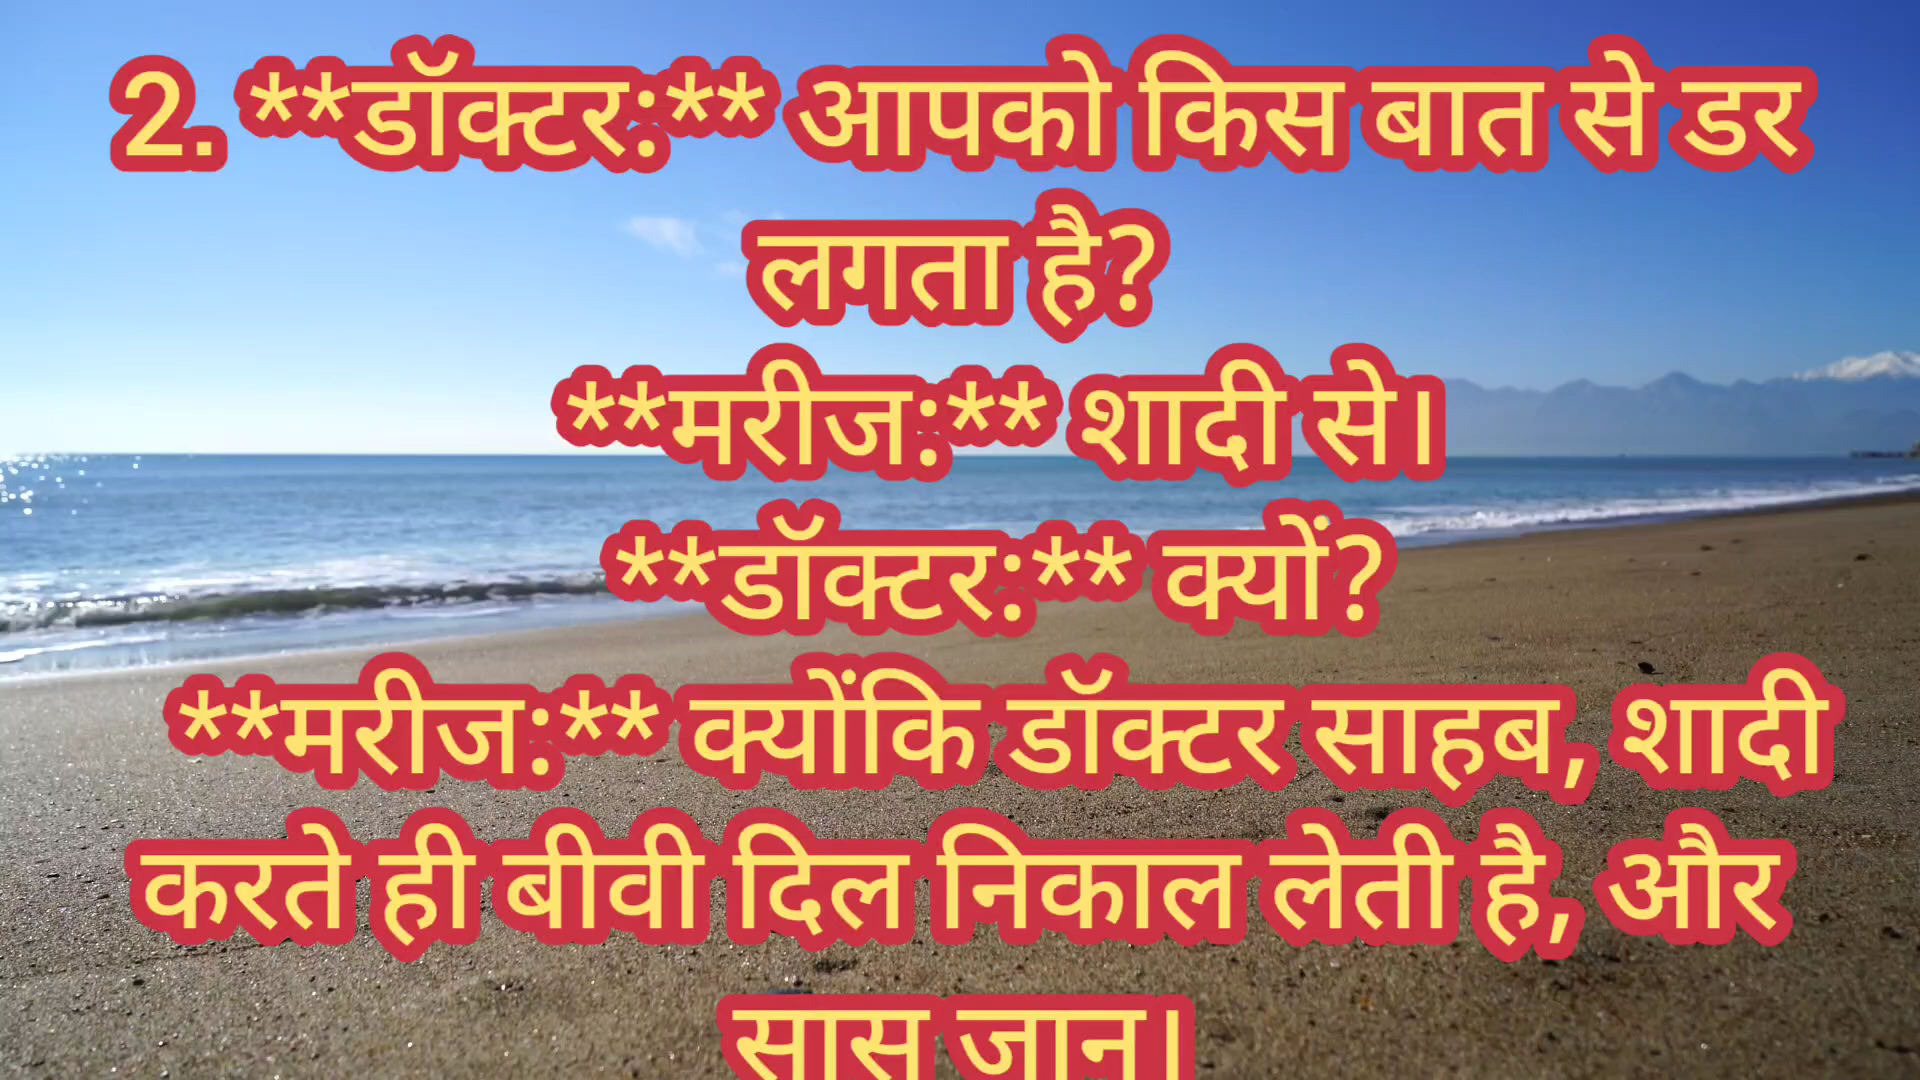 2. **डॉक्टर:** आपको किस बात से डर
लगता है?
**मरीज:** शादी से।
**डॉक्टर:** क्यों?
**मरीज:** क्योंकि डॉक्टर साहब, शादी
करते ही बीवी दिल निकाल लेती है, और
सास जान।